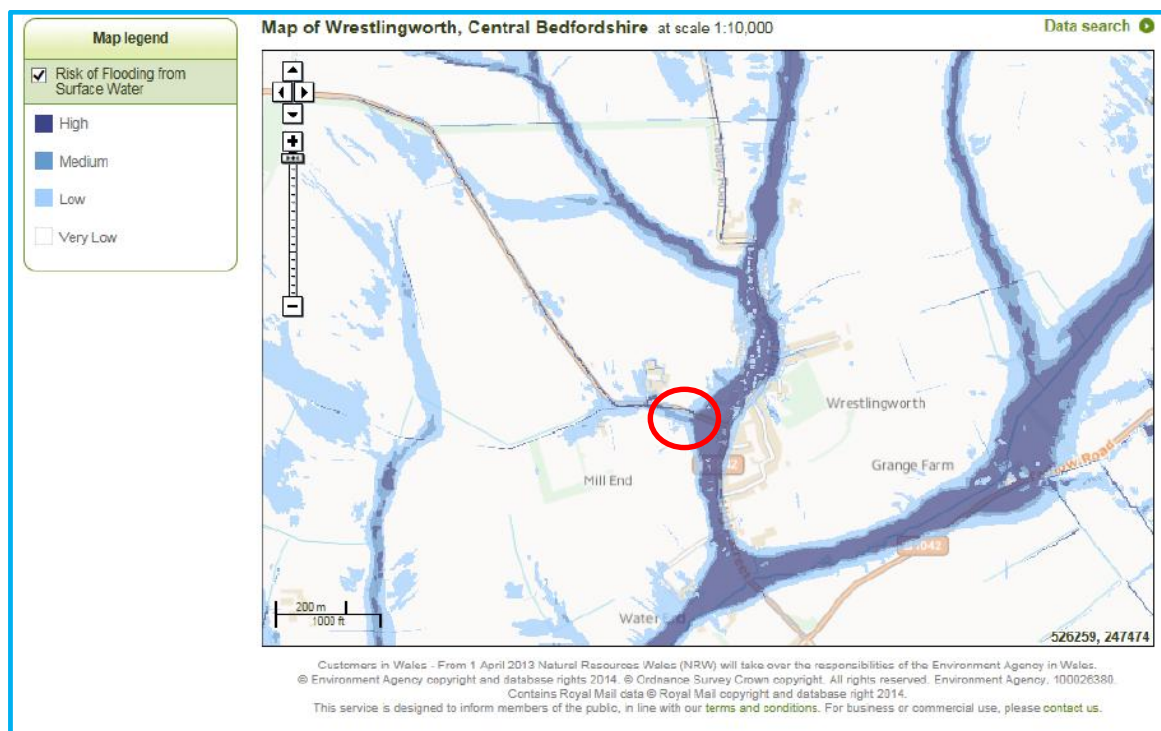 Map legend
Risk of Flooding from
Surface Water
High
Medium
Low
Very Low
Map of Wrestlingworth, Central Bedfordshire at scale 1:10,000
Data search
Hatley Road
Wrestlingworth
Grange Farm
Mill End
Road
1042
Water End
200 m
1000 ft
526259, 247474
Customers in Wales - From 1 April 2013 Natural Resources Wales (NRW) will take over the responsibilities of the Environment Agency in Wales.
© Environment Agency copyright and database rights 2014. © Ordnance Survey Crown copyright. All rights reserved. Environment Agency, 100026380.
Contains Royal Mail data © Royal Mail copyright and database right 2014.
This service is designed to inform members of the public, in line with our terms and conditions. For business or commercial use, please contact us.